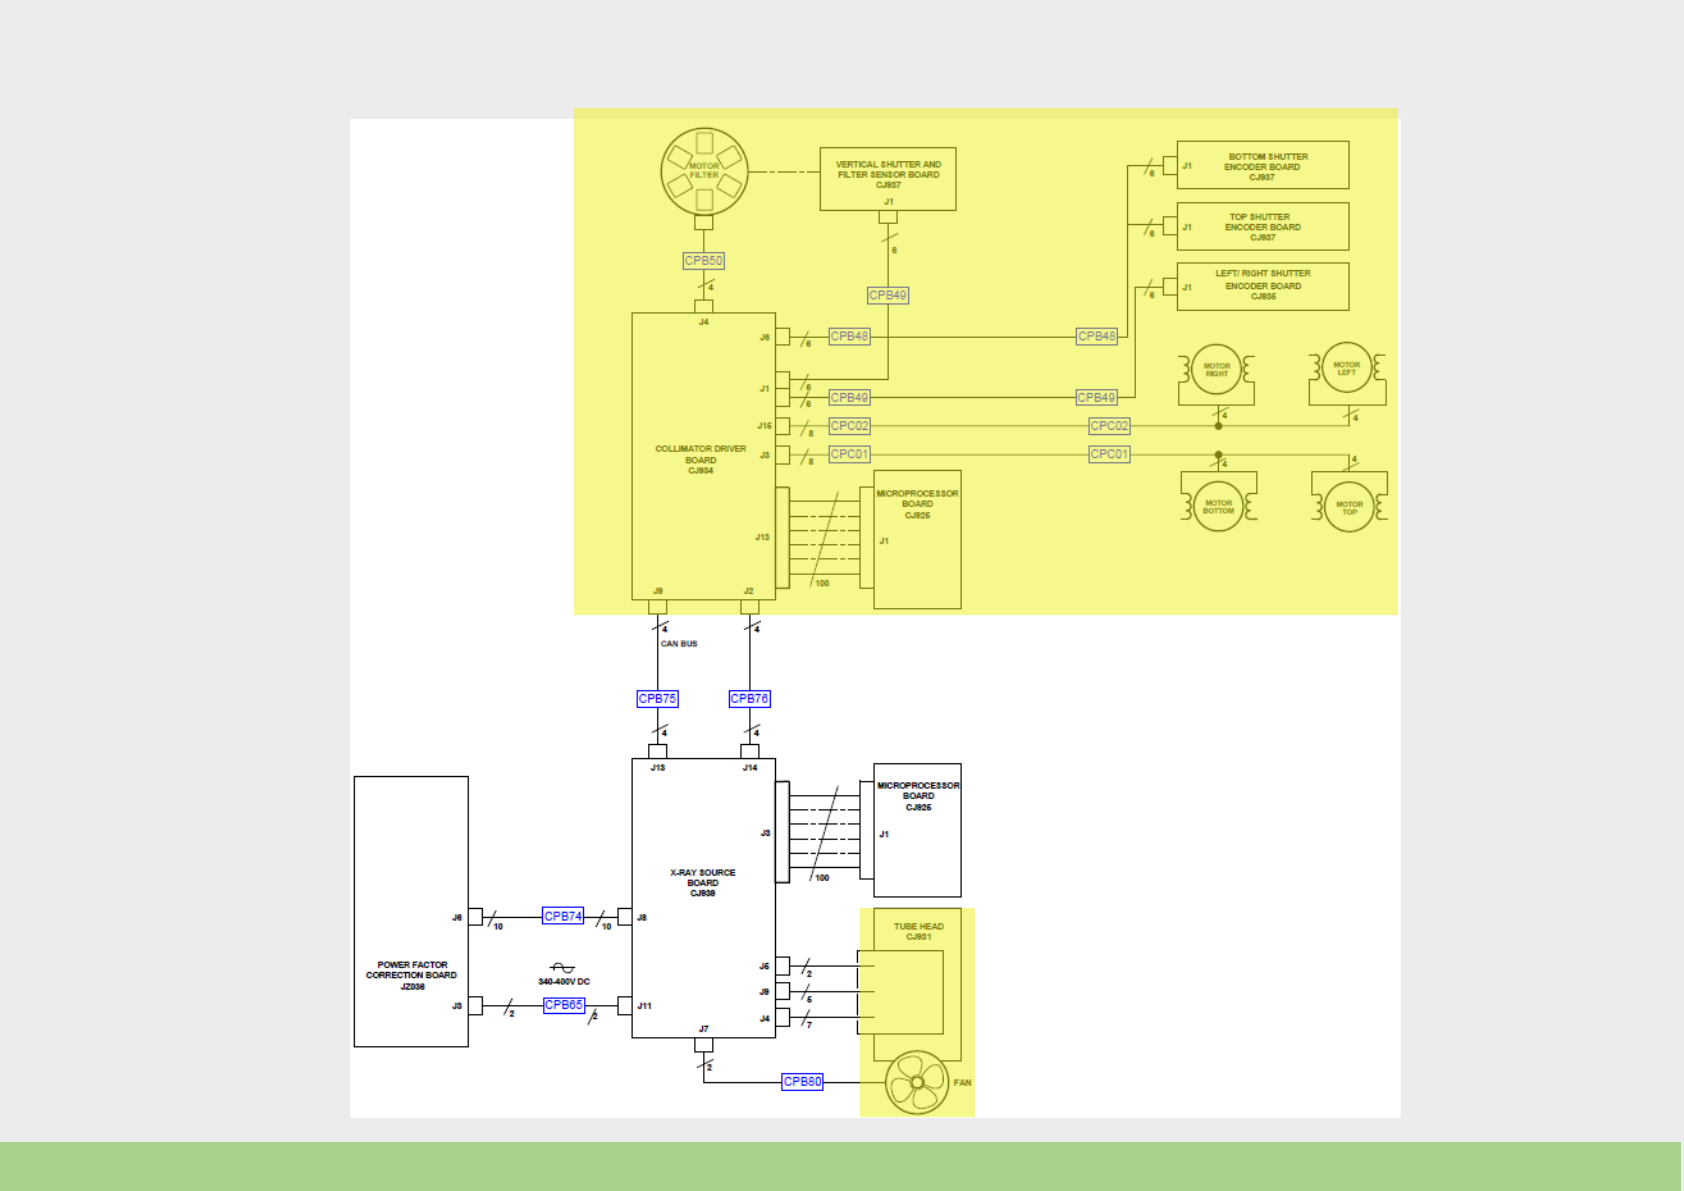 MOTOR
FILTER
VERTICAL SHUTTER AND
FILTER SENSOR BOARD
CJ937
J1
6
CPB49
BOTTOM SHUTTER
ENCODER BOARD
CJ937
J1
6
TOP SHUTTER
ENCODER BOARD
CJ937
J1
6
LEFT/ RIGHT SHUTTER
ENCODER BOARD
CJ935
J1
6
CPB50
4
J4
J6
6
CPB48
CPB48
J1
6
6
CPB49
CPB49
J15
8
CPC02
CPC02
J3
8
CPC01
CPC01
MOTOR
RIGHT
4
MOTOR
LEFT
4
MOTOR
BOTTOM
4
MOTOR
TOP
4
COLLIMATOR DRIVER
BOARD
CJ934
MICROPROCESSOR
BOARD
CJ925
J1
J13
100
J9
J2
4
4
CAN BUS
CPB75
CPB76
4
4
J13
J14
MICROPROCESSOR
BOARD
CJ925
J1
J3
100
X-RAY SOURCE
BOARD
CJ939
J6
10
CPB74
10
J8
POWER FACTOR
CORRECTION BOARD
JZ036
340-400V DC
J3
2
CPB65
2
J11
TUBE HEAD
CJ931
J5
2
J9
5
J4
7
J7
2
CPB80
FAN